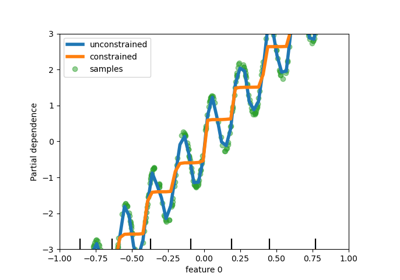 3
unconstrained
constrained
samples
2
1
0
−1
−2
−3
Partial dependence
−1.00 −0.75 −0.50 −0.25 0.00 0.25 0.50 0.75 1.00
feature 0